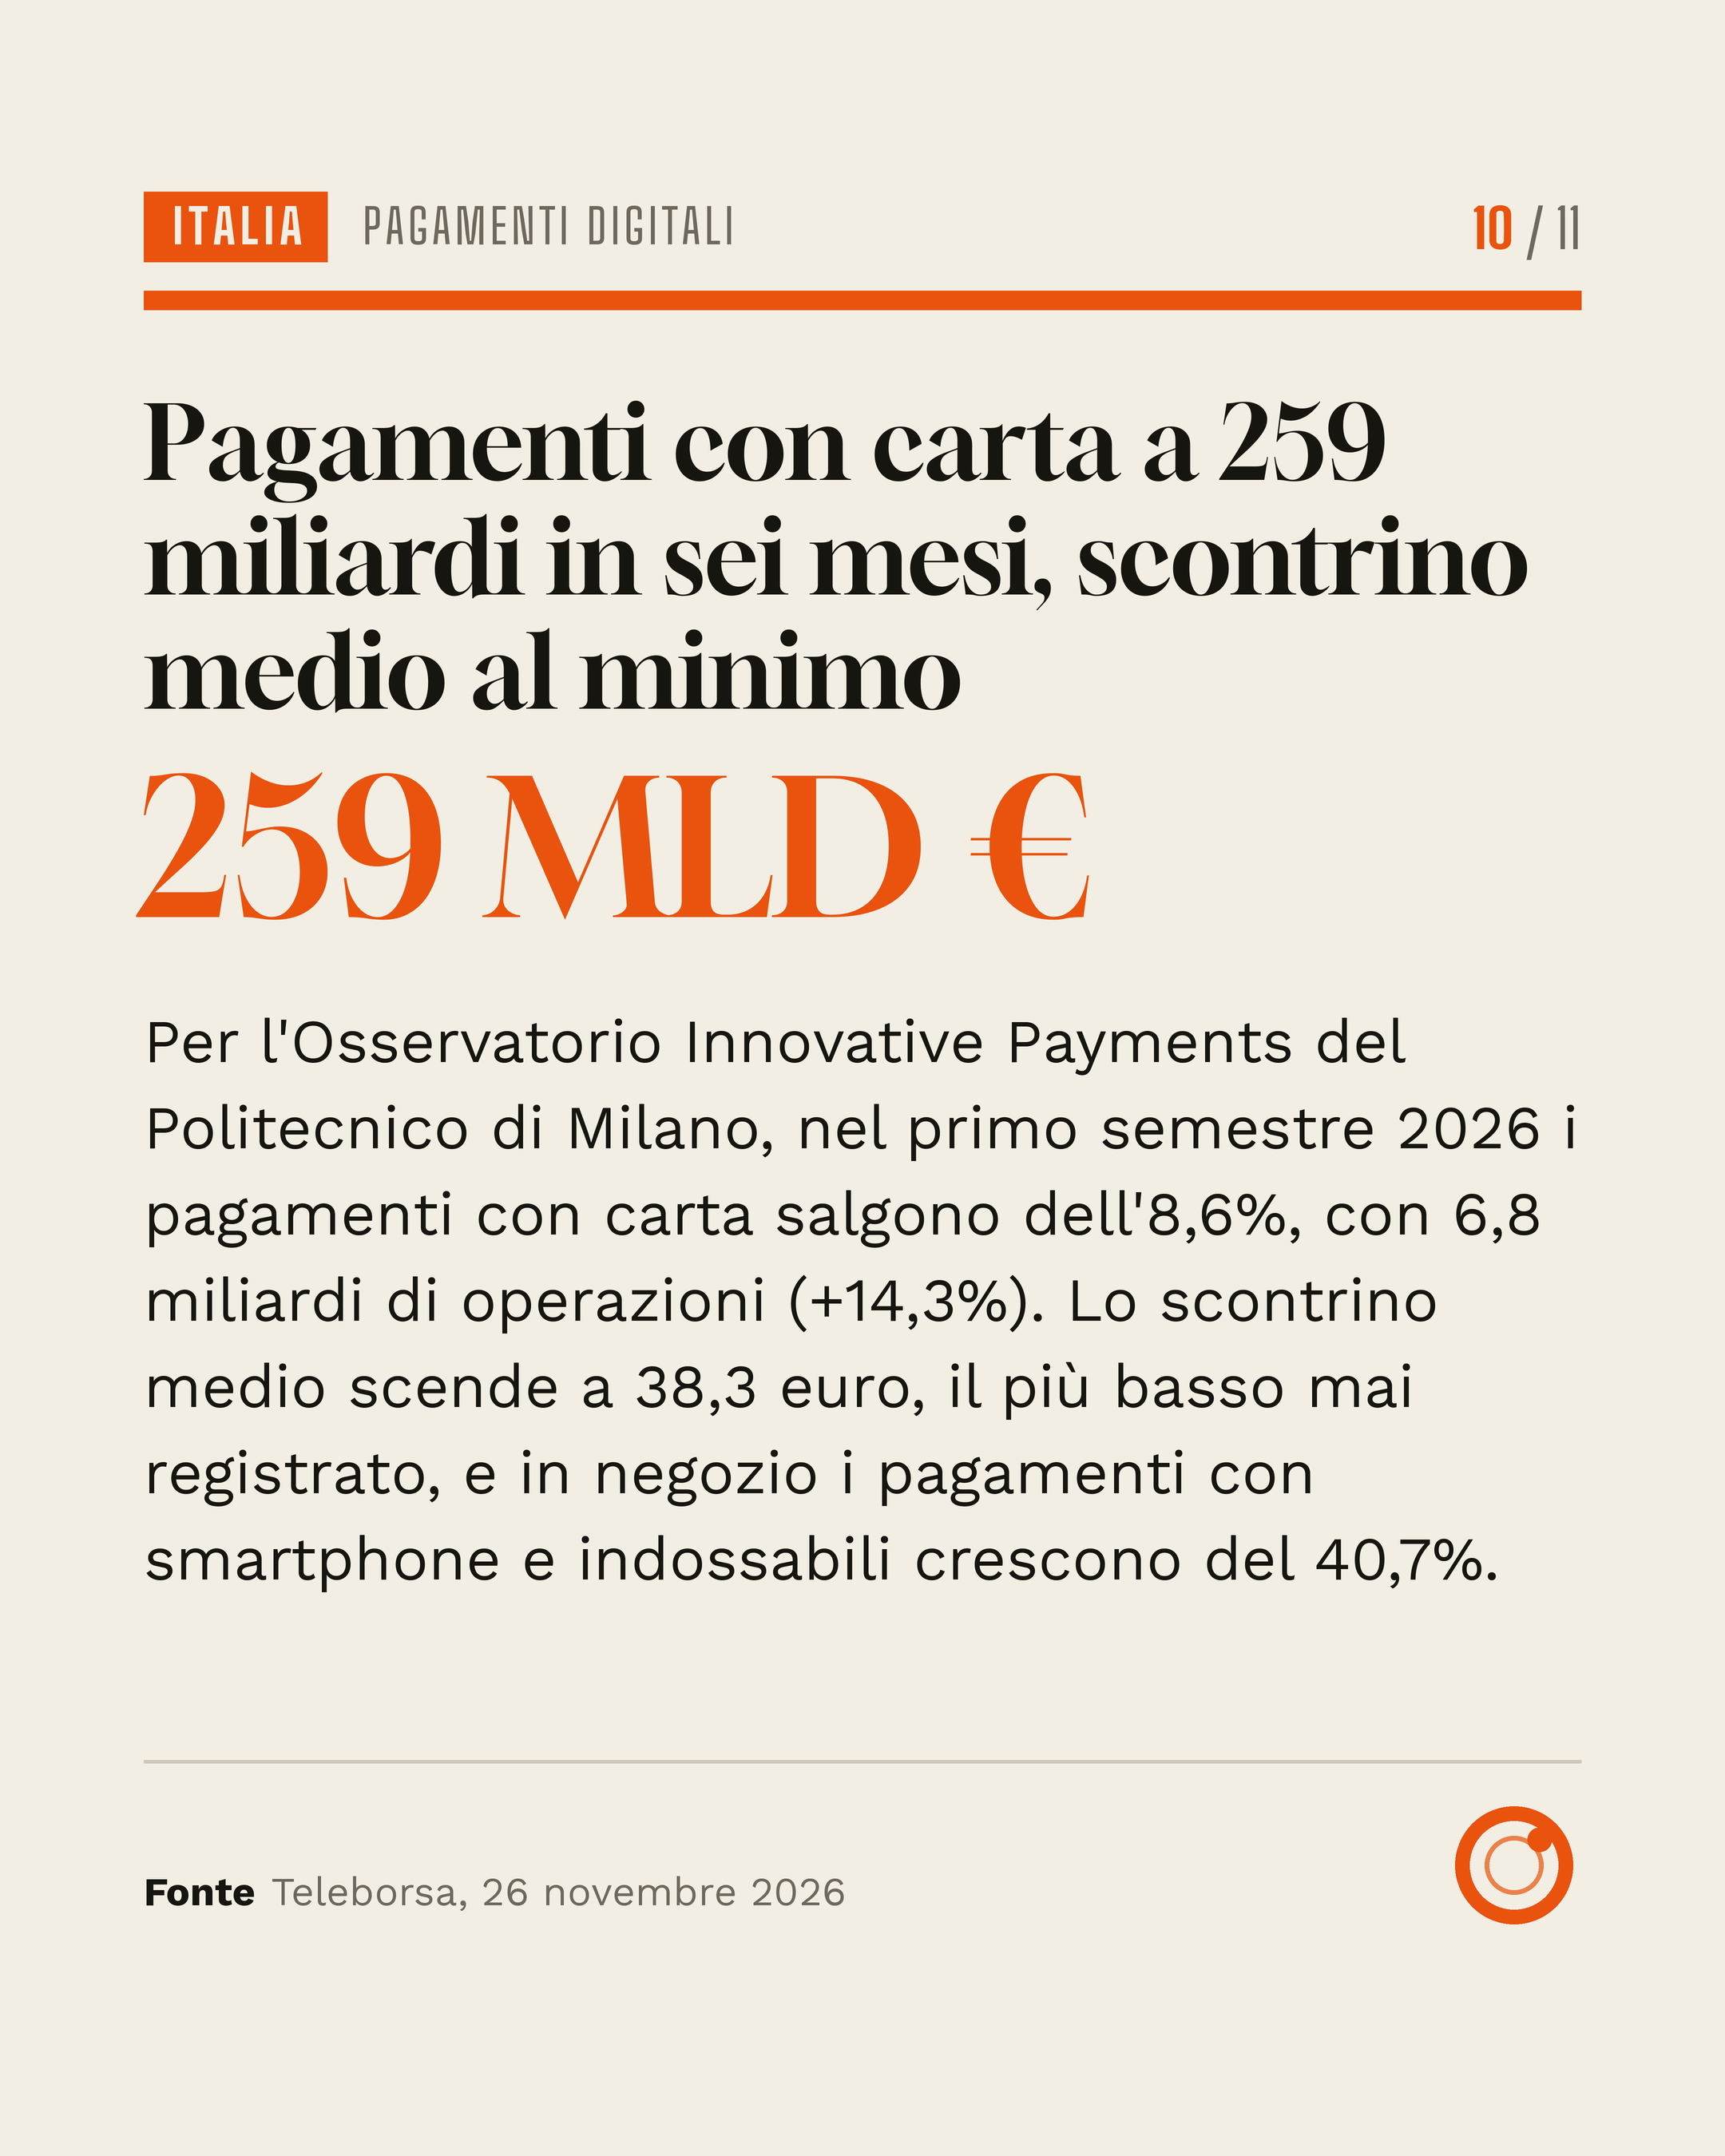 ITALIA PAGAMENTI DIGITALI 10 / 11
Pagamenti con carta a 259
miliardi in sei mesi, scontrino
medio al minimo
259 MLD €
Per l'Osservatorio Innovative Payments del
Politecnico di Milano, nel primo semestre 2026 i
pagamenti con carta salgono dell'8,6%, con 6,8
miliardi di operazioni (+14,3%). Lo scontrino
medio scende a 38,3 euro, il più basso mai
registrato, e in negozio i pagamenti con
smartphone e indossabili crescono del 40,7%.
Fonte Teleborsa, 26 novembre 2026